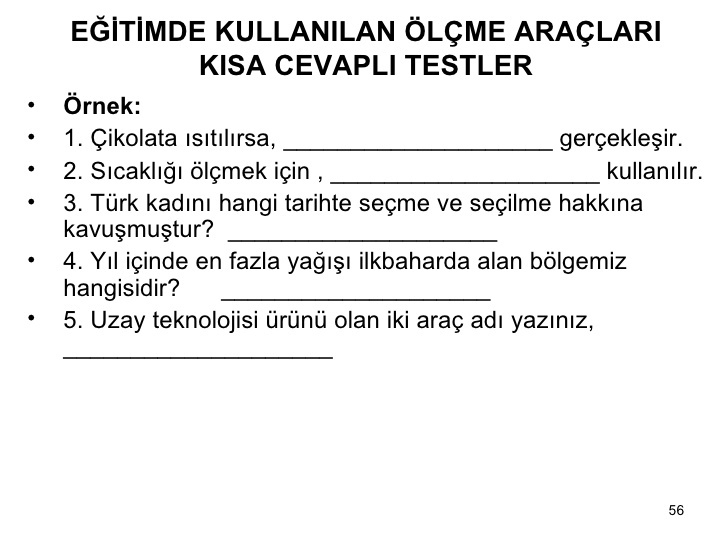 EĞİTİMDE KULLANILAN ÖLÇME ARAÇLARI
KISA CEVAPLI TESTLER
• Örnek:
• 1. Çikolata ısıtılırsa, ____________________ gerçekleşir.
• 2. Sıcaklığı ölçmek için , ____________________ kullanılır.
• 3. Türk kadını hangi tarihte seçme ve seçilme hakkına
kavuşmuştur? ____________________
• 4. Yıl içinde en fazla yağışı ilkbaharda alan bölgemiz
hangisidir? ____________________
• 5. Uzay teknolojisi ürünü olan iki araç adı yazınız,
____________________
56